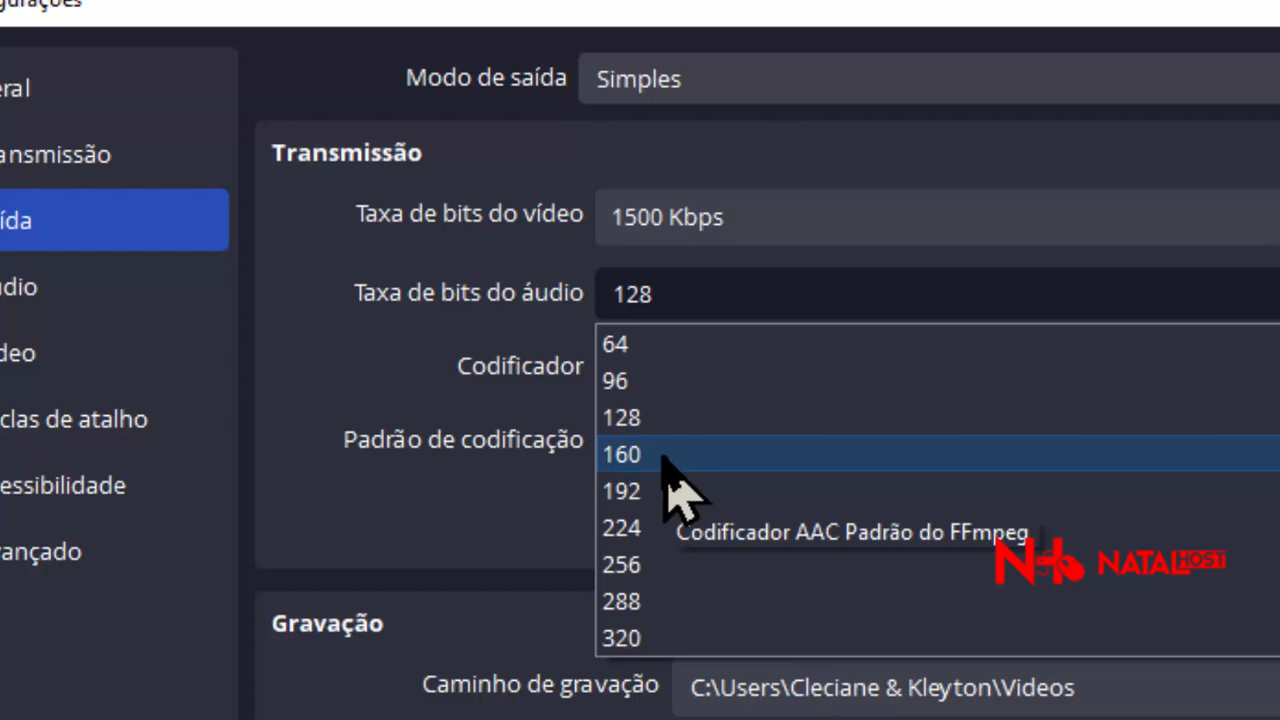 gurações
eral
Modo de saída
Simples
ansmissão
Transmissão
ída
Taxa de bits do vídeo
1500 Kbps
udio
Taxa de bits do áudio
128
64
deo
Codificador
96
clas de atalho
128
Padrão de codificação
160
essibilidade
192
224
Codificador AAC Padrão do FFmpeg
vançado
256
NATAL HOST
288
Gravação
320
Caminho de gravação
C:\Users\Cleciane & Kleyton\Videos